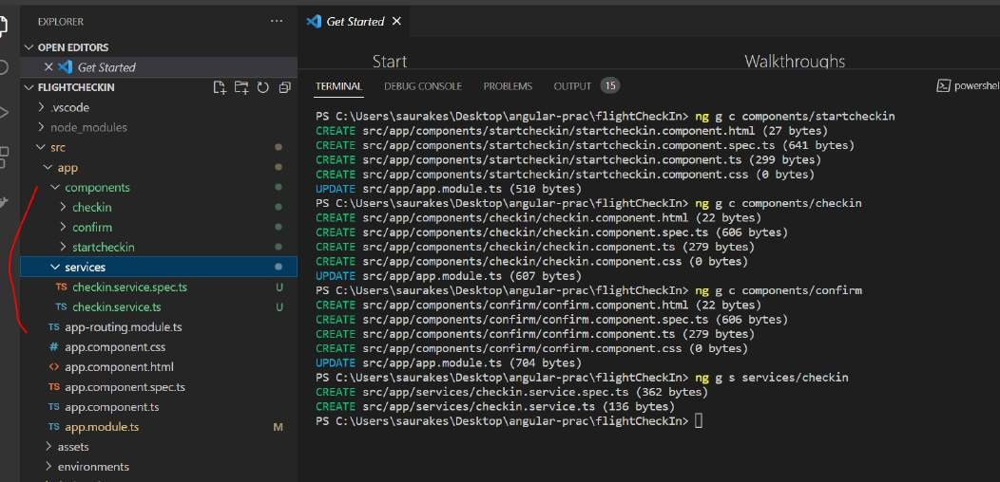 EXPLORER
OPEN EDITORS
Get Started
FLIGHTCHECKIN
.vscode
node_modules
src
app
components
checkin
confirm
startcheckin
services
TS checkin.service.spec.ts U
TS checkin.service.ts U
TS app-routing.module.ts
# app.component.css
<> app.component.html
TS app.component.spec.ts
TS app.component.ts
TS app.module.ts M
assets
environments
Get Started
Start Walkthroughs
TERMINAL DEBUG CONSOLE PROBLEMS OUTPUT 15 powershel
PS C:\Users\saurakes\Desktop\angular-prac\flightCheckIn> ng g c components/startcheckin
CREATE src/app/components/startcheckin/startcheckin.component.html (27 bytes)
CREATE src/app/components/startcheckin/startcheckin.component.spec.ts (641 bytes)
CREATE src/app/components/startcheckin/startcheckin.component.ts (299 bytes)
CREATE src/app/components/startcheckin/startcheckin.component.css (0 bytes)
UPDATE src/app/app.module.ts (510 bytes)
PS C:\Users\saurakes\Desktop\angular-prac\flightCheckIn> ng g c components/checkin
CREATE src/app/components/checkin/checkin.component.html (22 bytes)
CREATE src/app/components/checkin/checkin.component.spec.ts (606 bytes)
CREATE src/app/components/checkin/checkin.component.ts (279 bytes)
CREATE src/app/components/checkin/checkin.component.css (0 bytes)
UPDATE src/app/app.module.ts (607 bytes)
PS C:\Users\saurakes\Desktop\angular-prac\flightCheckIn> ng g c components/confirm
CREATE src/app/components/confirm/confirm.component.html (22 bytes)
CREATE src/app/components/confirm/confirm.component.spec.ts (606 bytes)
CREATE src/app/components/confirm/confirm.component.ts (279 bytes)
CREATE src/app/components/confirm/confirm.component.css (0 bytes)
UPDATE src/app/app.module.ts (704 bytes)
PS C:\Users\saurakes\Desktop\angular-prac\flightCheckIn> ng g s services/checkin
CREATE src/app/services/checkin.service.spec.ts (362 bytes)
CREATE src/app/services/checkin.service.ts (136 bytes)
PS C:\Users\saurakes\Desktop\angular-prac\flightCheckIn>